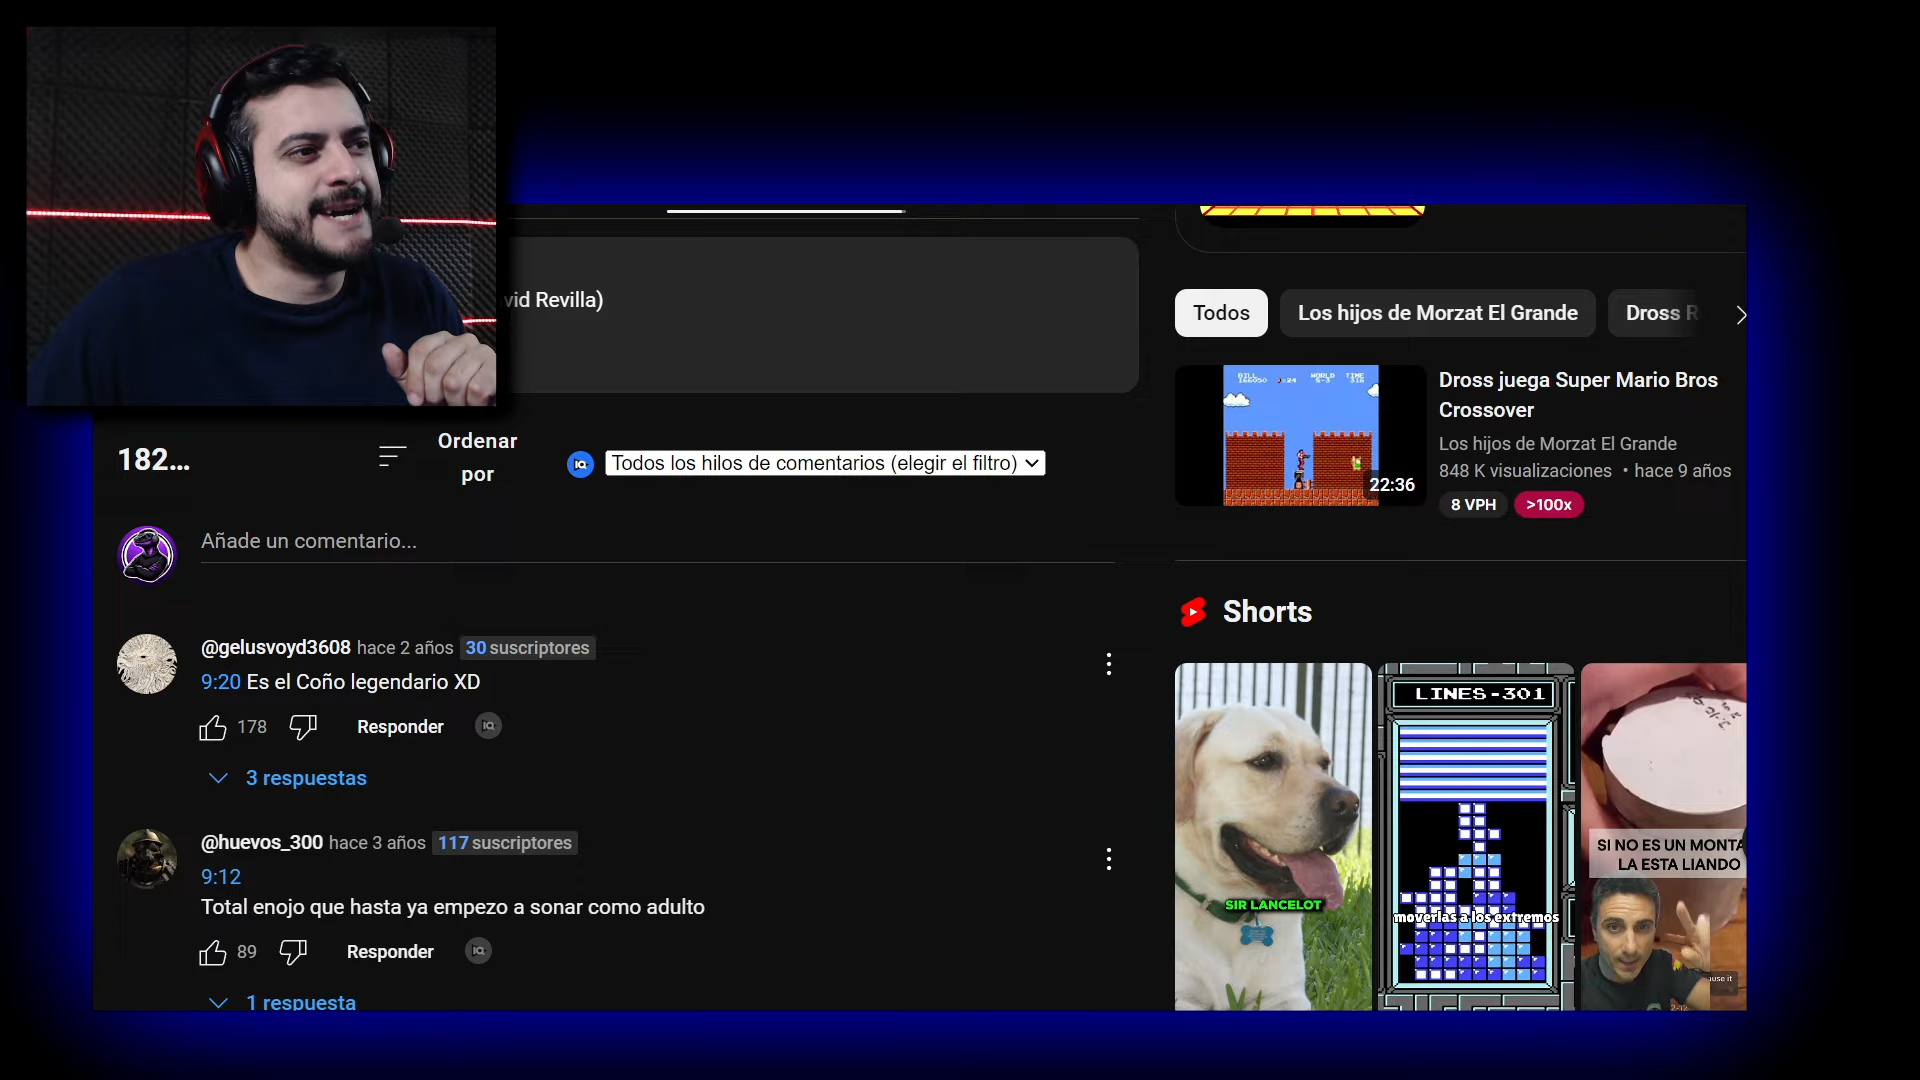 vid Revilla)
182...
Ordenar
por
Todos los hilos de comentarios (elegir el filtro)
Añade un comentario...
@gelusvoyd3608 hace 2 años 30 suscriptores
9:20 Es el Coño legendario XD
178 Responder
3 respuestas
@huevos_300 hace 3 años 117 suscriptores
9:12
Total enojo que hasta ya empezo a sonar como adulto
89 Responder
1 respuesta
Todos
Los hijos de Morzat El Grande
Dross R
22:36
WORLD
TIME
Dross juega Super Mario Bros
Crossover
Los hijos de Morzat El Grande
848 K visualizaciones • hace 9 años
8 VPH >100x
Shorts
SIR LANCELOT
LINES-301
moverlas a los extremos
SI NO ES UN MONTA
LA ESTA LIANDO